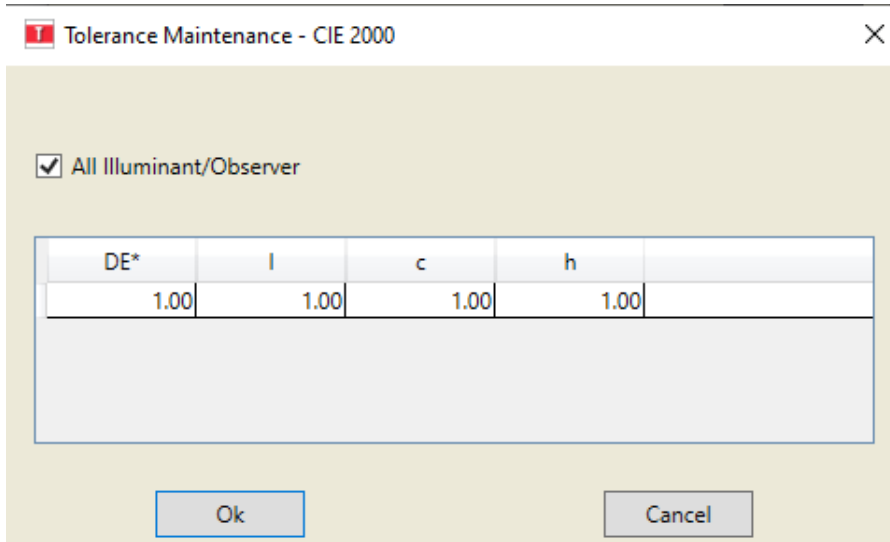 T Tolerance Maintenance - CIE 2000
All Illuminant/Observer
DE* l c h
1.00 1.00 1.00 1.00
Ok Cancel